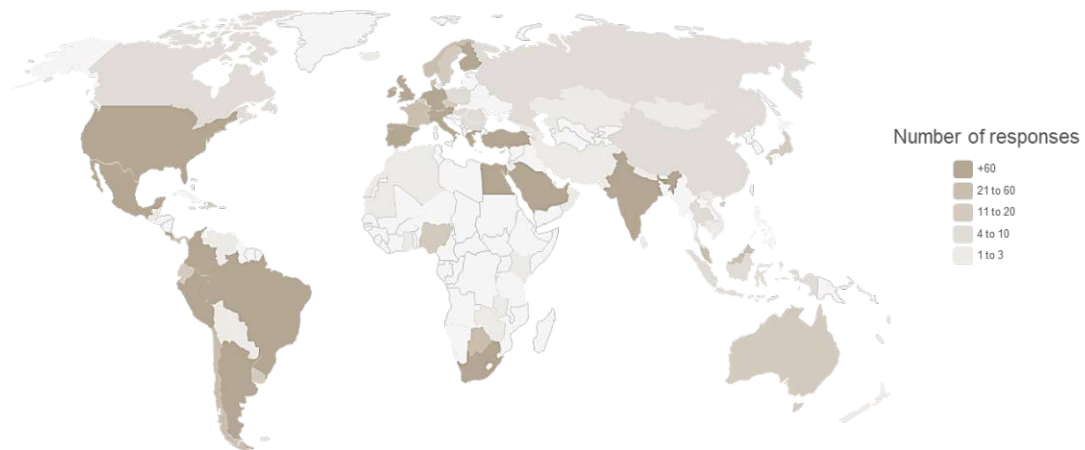 Number of responses
+60
21 to 60
11 to 20
4 to 10
1 to 3